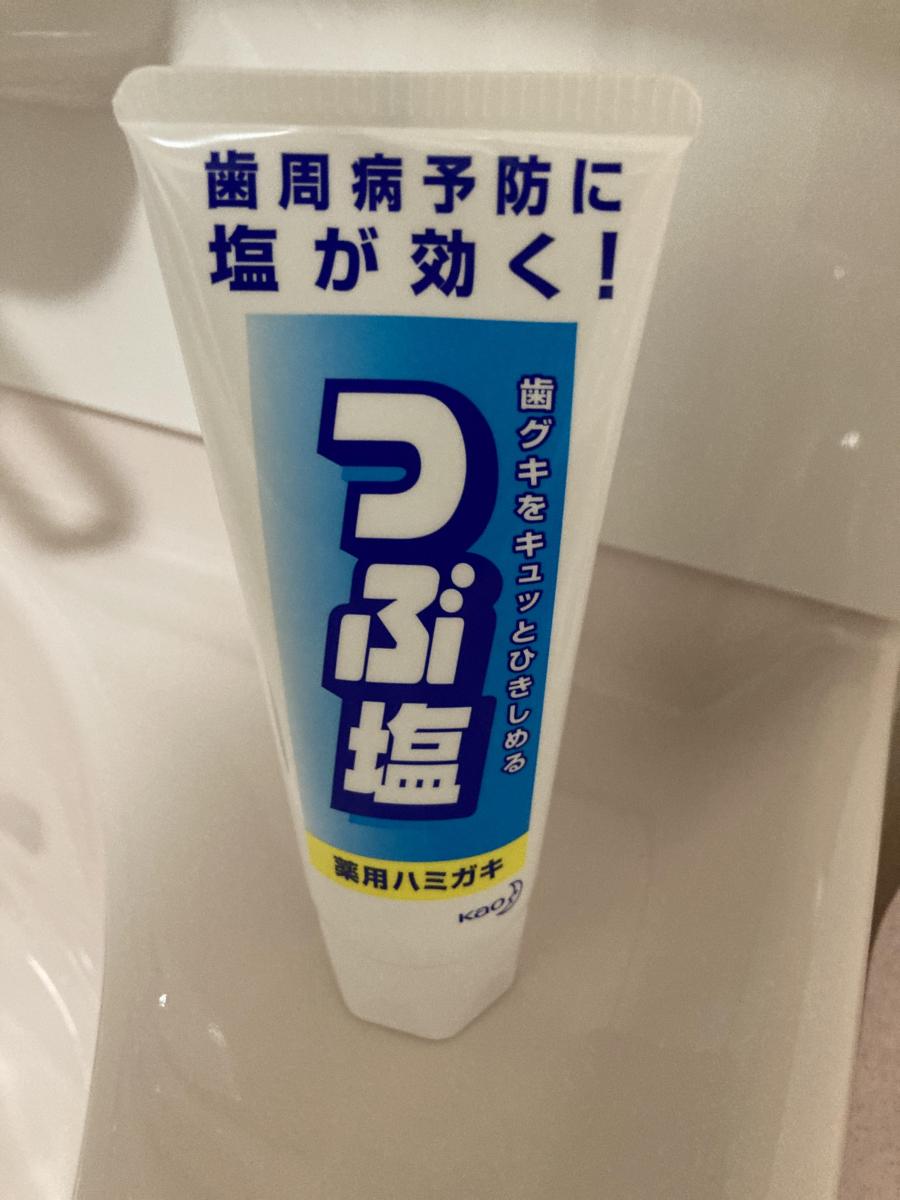 歯周病予防に
塩が効く!
つぶ塩
歯グキをキュッとひきしめる
薬用ハミガキ
Kao